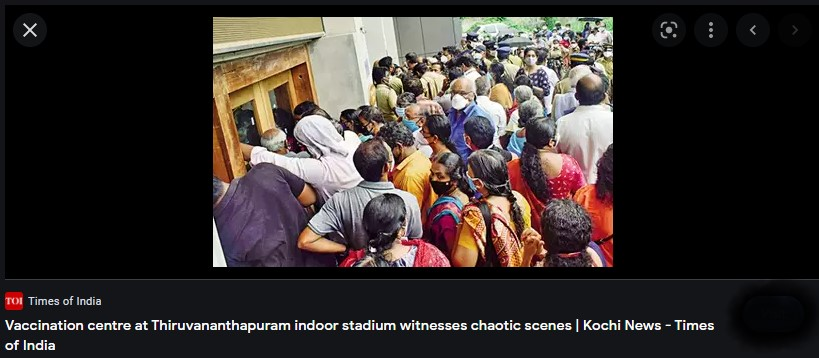 TOI Times of India
Vaccination centre at Thiruvananthapuram indoor stadium witnesses chaotic scenes | Kochi News - Times
of India